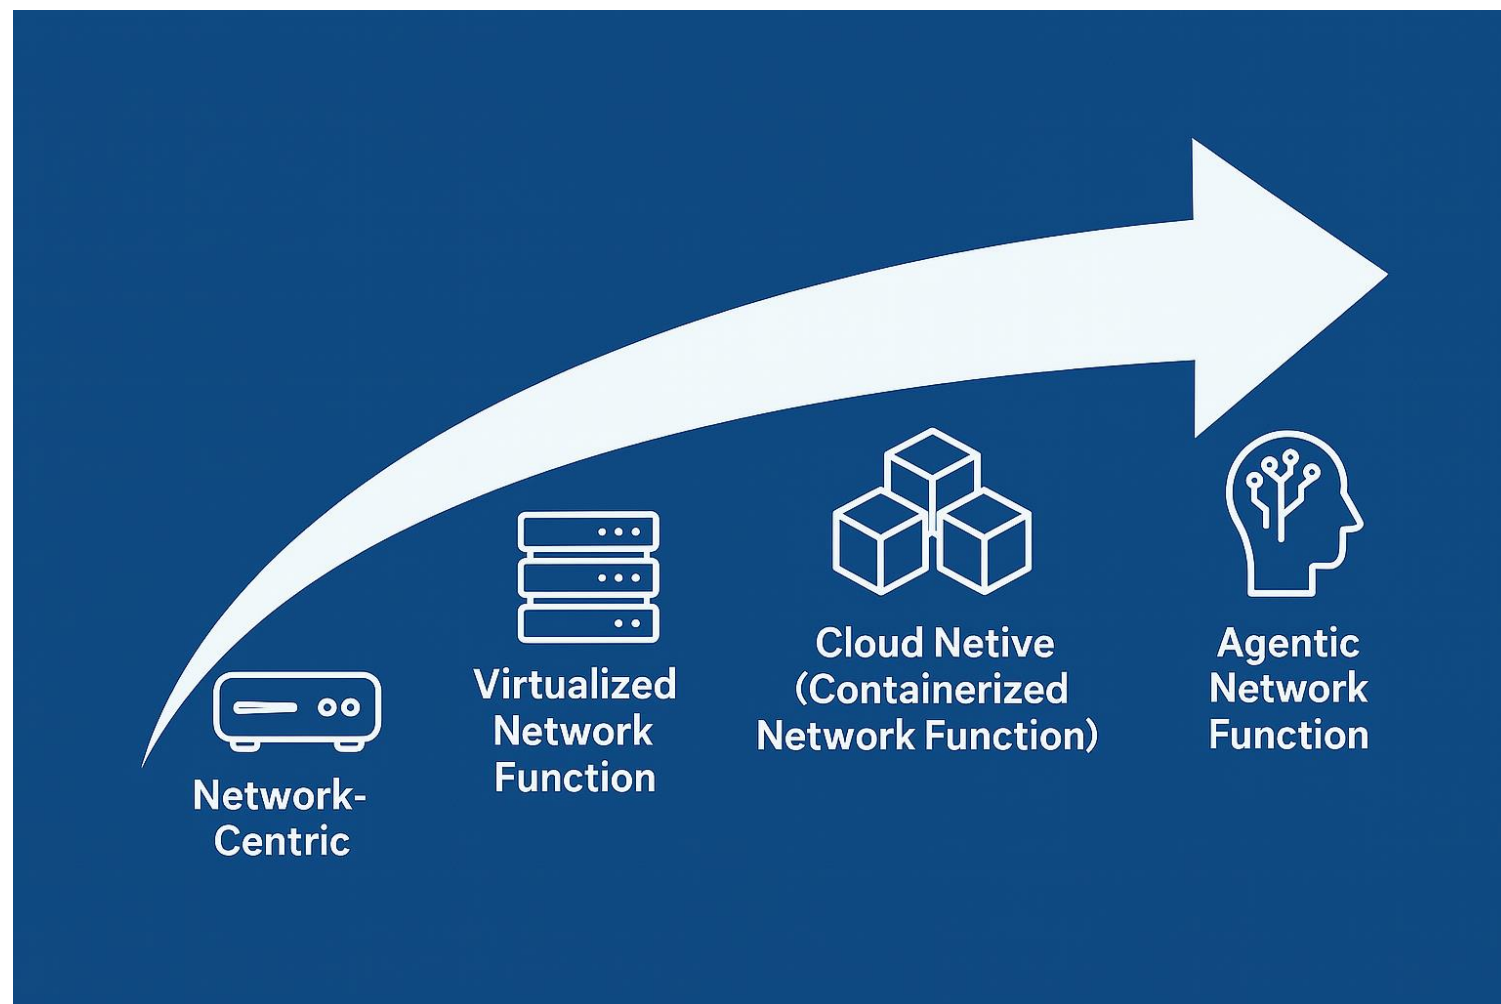 Network-
Centric
Virtualized
Network
Function
Cloud Netive
(Containerized
Network Function)
Agentic
Network
Function